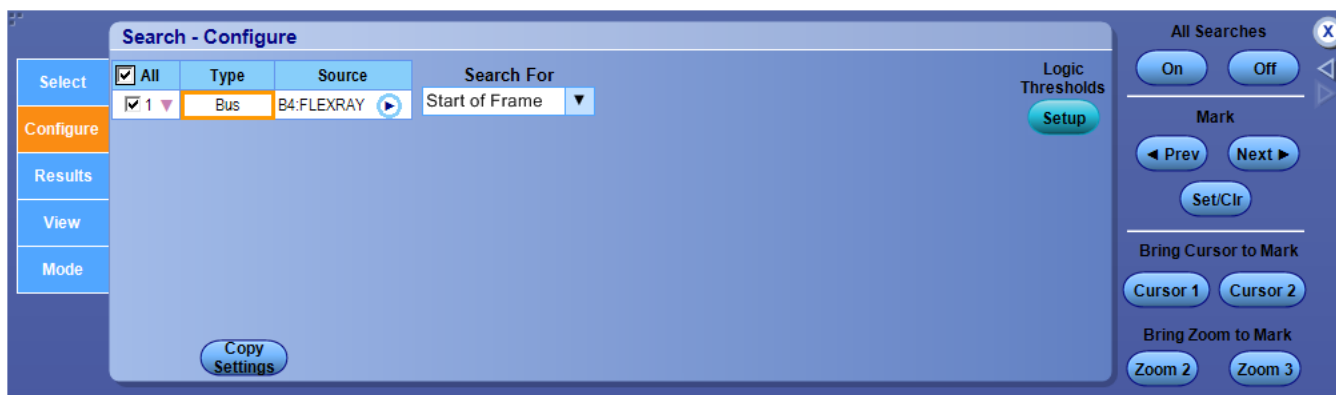 Search - Configure
All Searches
X
Select
Configure
Results
View
Mode
All
Type
Source
Search For
1
Bus
B4:FLEXRAY
Start of Frame
Logic
Thresholds
Setup
Copy
Settings
On
Off
Mark
◄ Prev
Next ►
Set/Clr
Bring Cursor to Mark
Cursor 1
Cursor 2
Bring Zoom to Mark
Zoom 2
Zoom 3